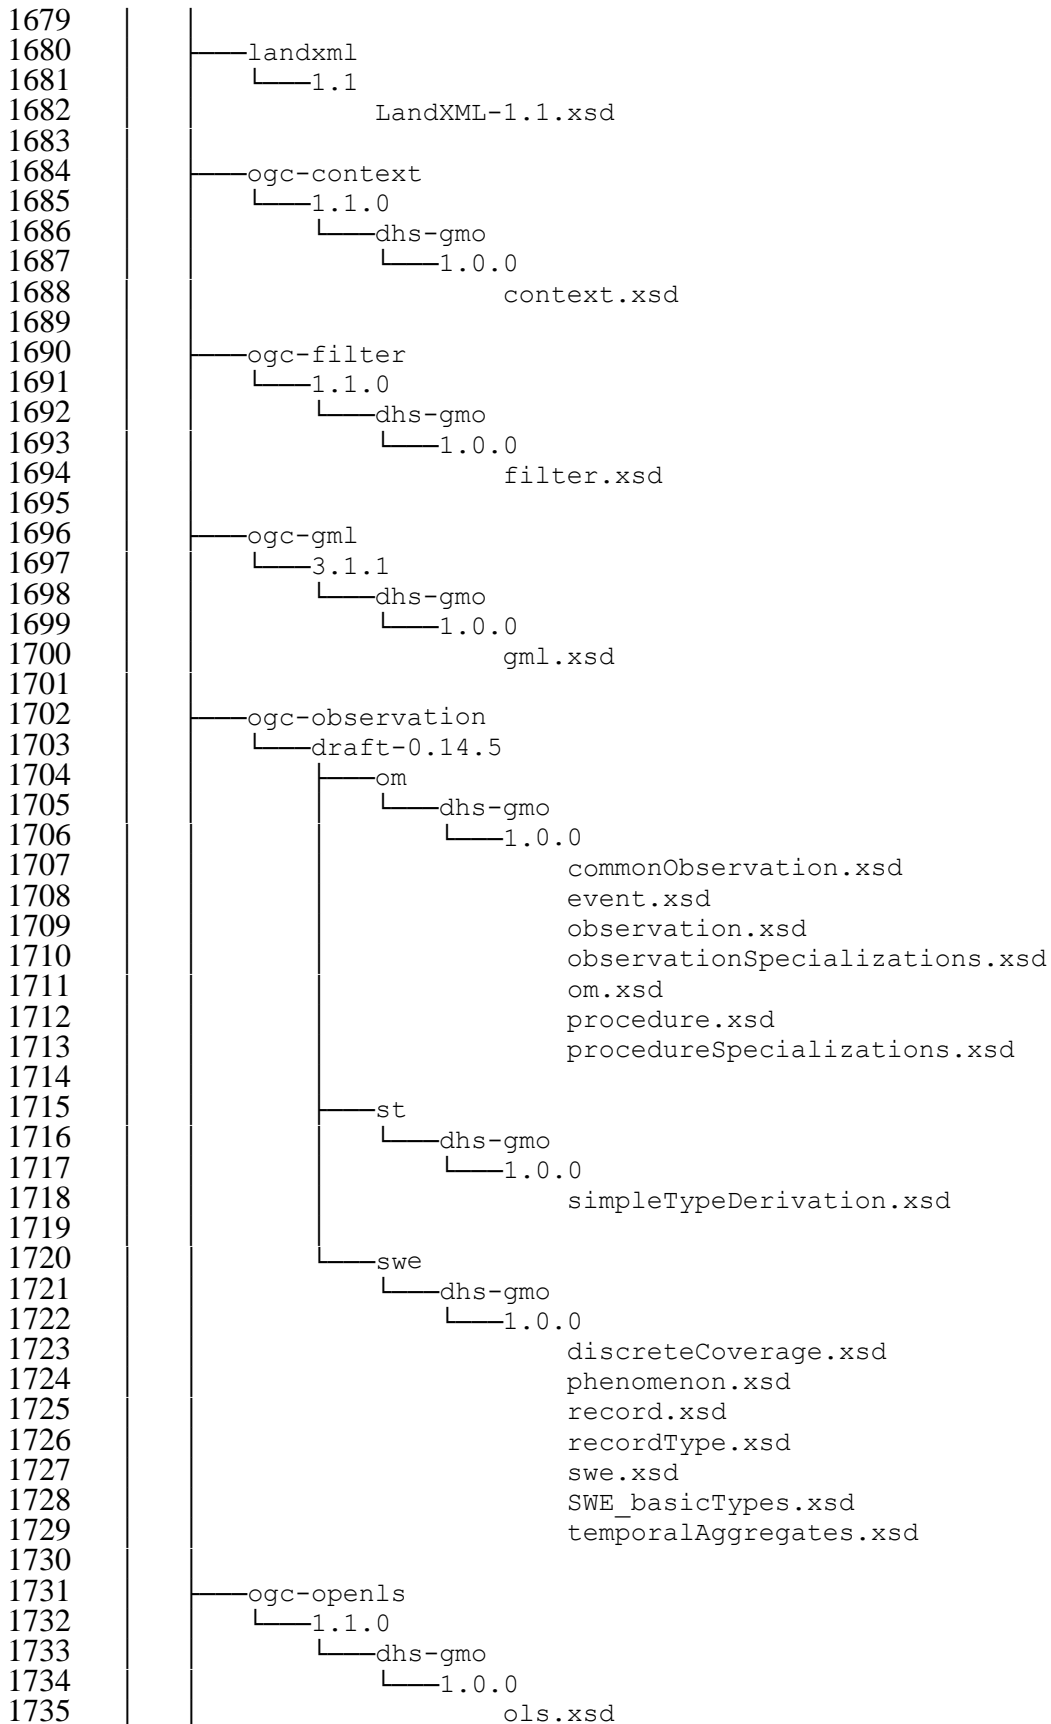 1679
1680 landxml
1681 1.1
1682 LandXML-1.1.xsd
1683
1684 ogc-context
1685 1.1.0
1686 dhs-gmo
1687 1.0.0
1688 context.xsd
1689
1690 ogc-filter
1691 1.1.0
1692 dhs-gmo
1693 1.0.0
1694 filter.xsd
1695
1696 ogc-gml
1697 3.1.1
1698 dhs-gmo
1699 1.0.0
1700 gml.xsd
1701
1702 ogc-observation
1703 draft-0.14.5
1704 om
1705 dhs-gmo
1706 1.0.0
1707 commonObservation.xsd
1708 event.xsd
1709 observation.xsd
1710 observationSpecializations.xsd
1711 om.xsd
1712 procedure.xsd
1713 procedureSpecializations.xsd
1714
1715 st
1716 dhs-gmo
1717 1.0.0
1718 simpleTypeDerivation.xsd
1719
1720 swe
1721 dhs-gmo
1722 1.0.0
1723 discreteCoverage.xsd
1724 phenomenon.xsd
1725 record.xsd
1726 recordType.xsd
1727 swe.xsd
1728 SWE_basicTypes.xsd
1729 temporalAggregates.xsd
1730
1731 ogc-openls
1732 1.1.0
1733 dhs-gmo
1734 1.0.0
1735 ols.xsd